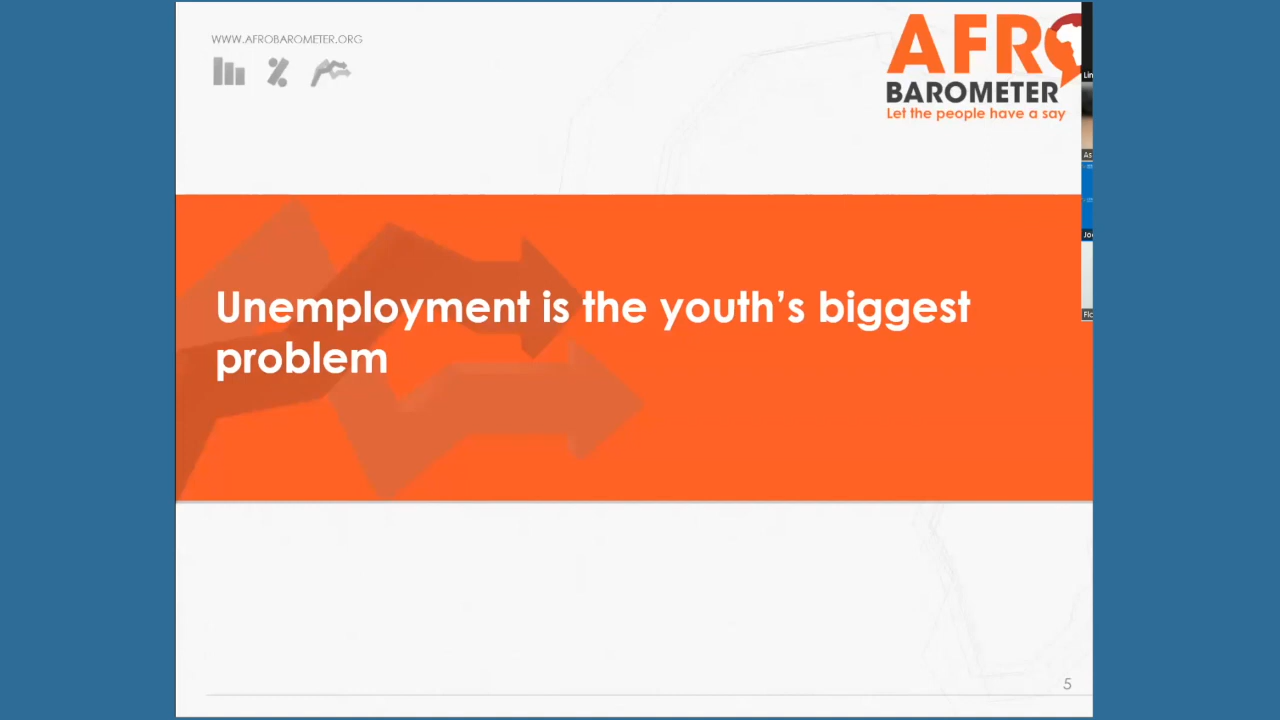 WWW.AFROBAROMETER.ORG
AFRO
BAROMETER
Let the people have a say
Unemployment is the youth's biggest
problem
5